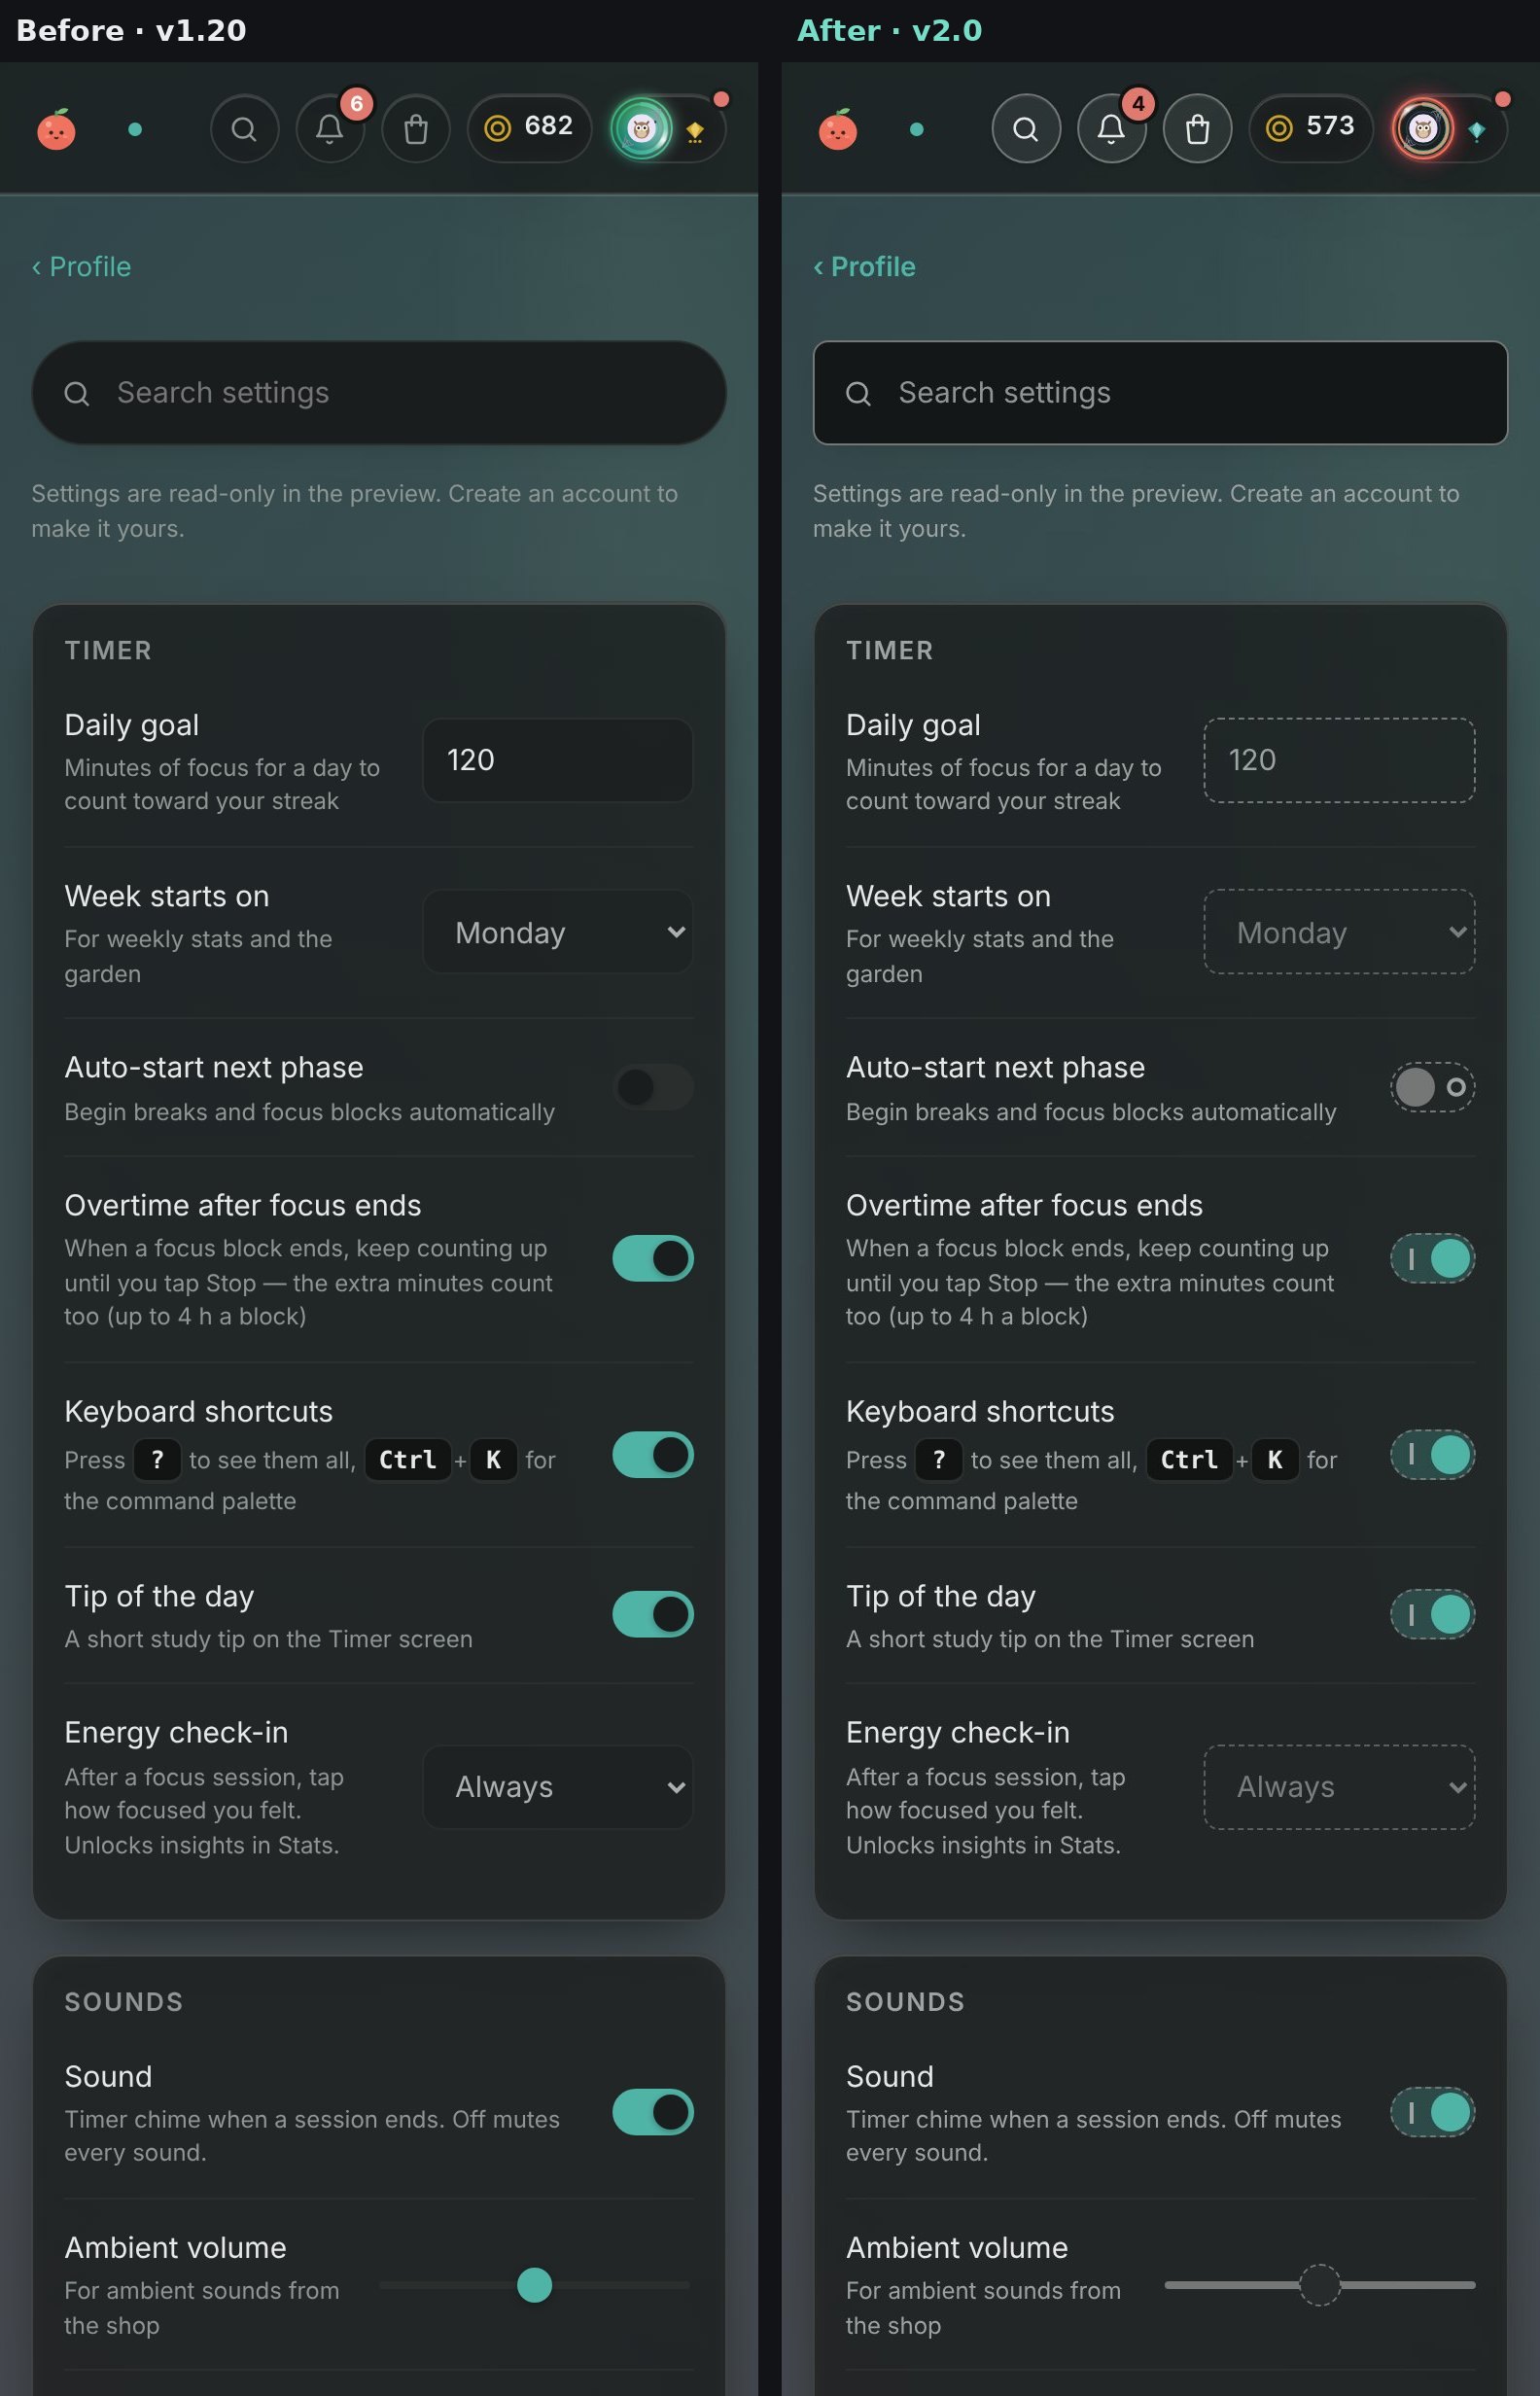 Before · v1.20
6
682
‹ Profile
Search settings
Settings are read-only in the preview. Create an account to
make it yours.
TIMER
Daily goal
Minutes of focus for a day to
count toward your streak
120
Week starts on
For weekly stats and the
garden
Monday
Auto-start next phase
Begin breaks and focus blocks automatically
Overtime after focus ends
When a focus block ends, keep counting up
until you tap Stop — the extra minutes count
too (up to 4 h a block)
Keyboard shortcuts
Press ? to see them all, Ctrl + K for
the command palette
Tip of the day
A short study tip on the Timer screen
Energy check-in
After a focus session, tap
how focused you felt.
Unlocks insights in Stats.
Always
SOUNDS
Sound
Timer chime when a session ends. Off mutes
every sound.
Ambient volume
For ambient sounds from
the shop
After · v2.0
4
573
‹ Profile
Search settings
Settings are read-only in the preview. Create an account to
make it yours.
TIMER
Daily goal
Minutes of focus for a day to
count toward your streak
120
Week starts on
For weekly stats and the
garden
Monday
Auto-start next phase
Begin breaks and focus blocks automatically
Overtime after focus ends
When a focus block ends, keep counting up
until you tap Stop — the extra minutes count
too (up to 4 h a block)
Keyboard shortcuts
Press ? to see them all, Ctrl + K for
the command palette
Tip of the day
A short study tip on the Timer screen
Energy check-in
After a focus session, tap
how focused you felt.
Unlocks insights in Stats.
Always
SOUNDS
Sound
Timer chime when a session ends. Off mutes
every sound.
Ambient volume
For ambient sounds from
the shop